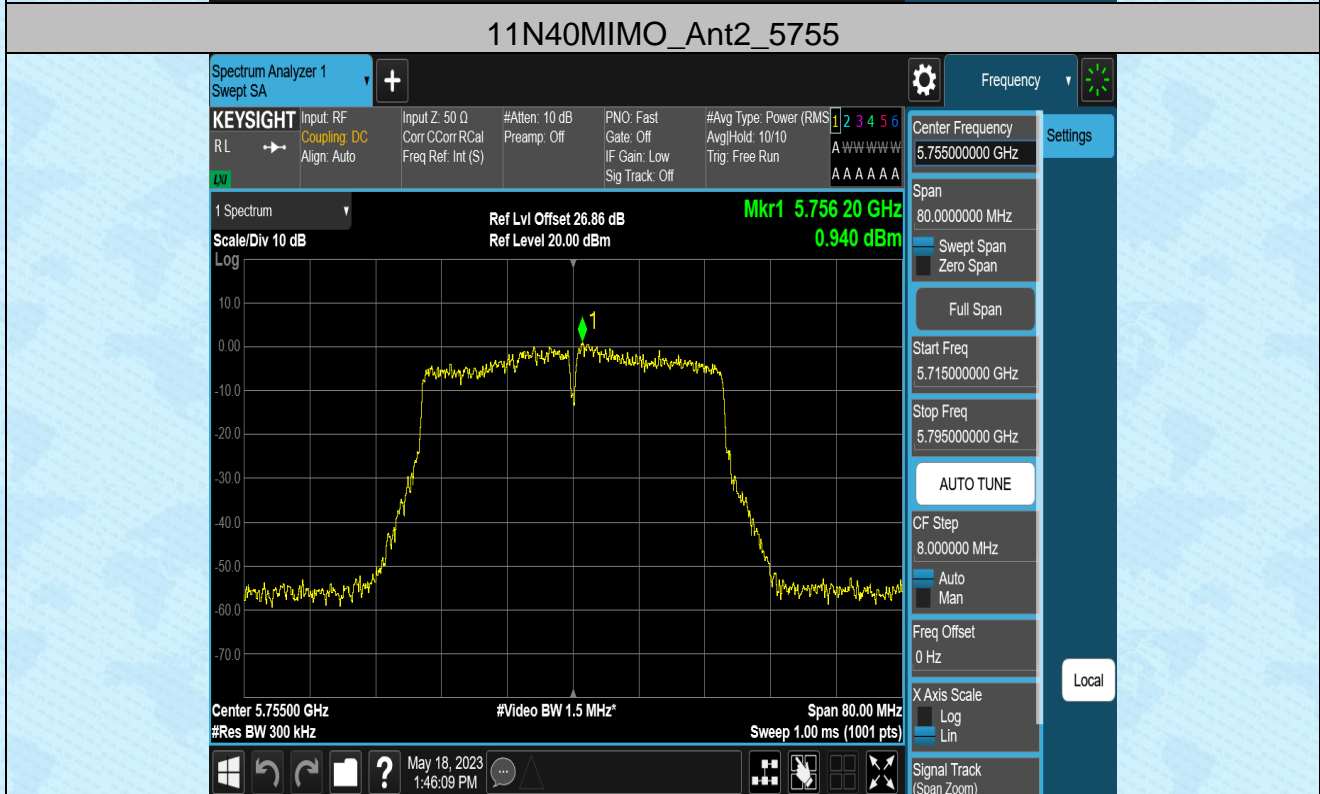 11N40MIMO_Ant2_5755
Spectrum Analyzer 1
Swept SA
+
Frequency
KEYSIGHT
RL
LXI
Input: RF
Coupling: DC
Align: Auto
Input Z: 50 Ω
Corr CCorr RCal
Freq Ref: Int (S)
#Atten: 10 dB
Preamp: Off
PNO: Fast
Gate: Off
IF Gain: Low
Sig Track: Off
#Avg Type: Power (RMS
Avg|Hold: 10/10
Trig: Free Run
1 2 3 4 5 6
A W W W W W
A A A A A A
Center Frequency
5.755000000 GHz
Settings
1 Spectrum
Scale/Div 10 dB
Log
Ref Lvl Offset 26.86 dB
Ref Level 20.00 dBm
Mkr1 5.756 20 GHz
0.940 dBm
Span
80.0000000 MHz
Swept Span
Zero Span
Full Span
Start Freq
5.715000000 GHz
Stop Freq
5.795000000 GHz
AUTO TUNE
CF Step
8.000000 MHz
Auto
Man
Freq Offset
0 Hz
X Axis Scale
Log
Lin
Signal Track
(Span Zoom)
Local
10.0
0.00
-10.0
-20.0
-30.0
-40.0
-50.0
-60.0
-70.0
1
Center 5.75500 GHz
#Res BW 300 kHz
#Video BW 1.5 MHz*
Span 80.00 MHz
Sweep 1.00 ms (1001 pts)
?
May 18, 2023
1:46:09 PM